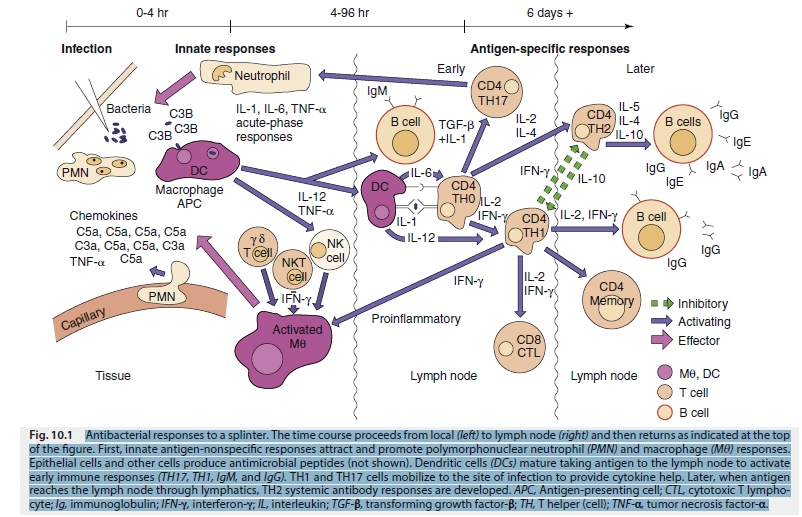 0-4 hr
4-96 hr
6 days +
Infection
Innate responses
Antigen-specific responses
Early
Later
Neutrophil
Bacteria
C3B
C3B
C3B
IL-1, IL-6, TNF-α
acute-phase
responses
PMN
DC
Macrophage
APC
IL-12
TNF-α
Chemokines
C5a, C5a, C5a, C5a
C3a, C5a, C5a, C3a
TNF-α
C5a
PMN
Capillary
γδ
T cell
NKT
cell
NK
cell
IFN-γ
Activated
Mθ
Tissue
IgM
B cell
TGF-β
+IL-1
CD4
TH17
IL-2
IL-4
DC
IL-6
CD4
TH0
IL-1
IL-12
IL-2
IFN-γ
IFN-γ
IL-10
CD4
TH1
CD4
TH2
IL-5
IL-4
IL-10
B cells
IgG
IgE
IgA
IgA
IgG
IgE
IL-2, IFN-γ
B cell
IgG
IgG
IFN-γ
IL-2
IFN-γ
CD8
CTL
CD4
Memory
Proinflammatory
Lymph node
Lymph node
Inhibitory
Activating
Effector
Mθ, DC
T cell
B cell
Fig. 10.1 Antibacterial responses to a splinter. The time course proceeds from local (left) to lymph node (right) and then returns as indicated at the top
of the figure. First, innate antigen-nonspecific responses attract and promote polymorphonuclear neutrophil (PMN) and macrophage (Mθ) responses.
Epithelial cells and other cells produce antimicrobial peptides (not shown). Dendritic cells (DCs) mature taking antigen to the lymph node to activate
early immune responses (TH17, TH1, IgM, and IgG). TH1 and TH17 cells mobilize to the site of infection to provide cytokine help. Later, when antigen
reaches the lymph node through lymphatics, TH2 systemic antibody responses are developed. APC, Antigen-presenting cell; CTL, cytotoxic T lympho-
cyte; Ig, immunoglobulin; IFN-γ, interferon-γ; IL, interleukin; TGF-β, transforming growth factor-β; TH, T helper (cell); TNF-α, tumor necrosis factor-α.